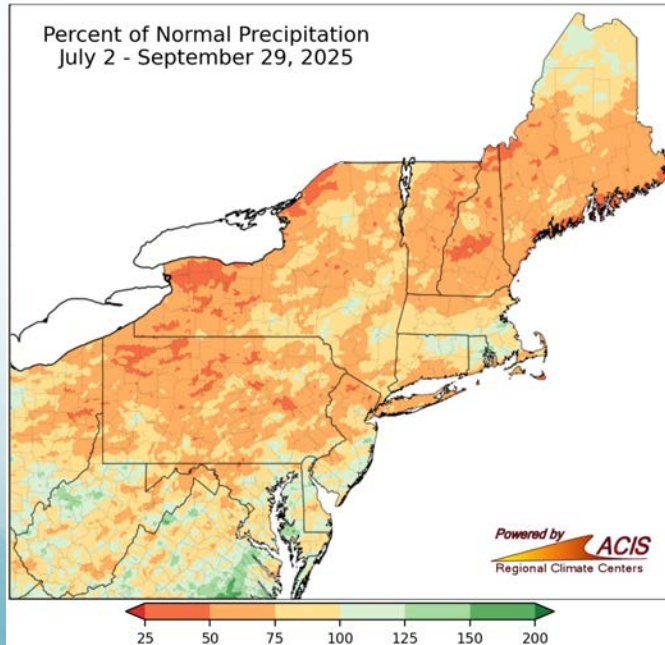 Percent of Normal Precipitation
July 2 - September 29, 2025
Powered by
ACIS
Regional Climate Centers
25 50 75 100 125 150 200